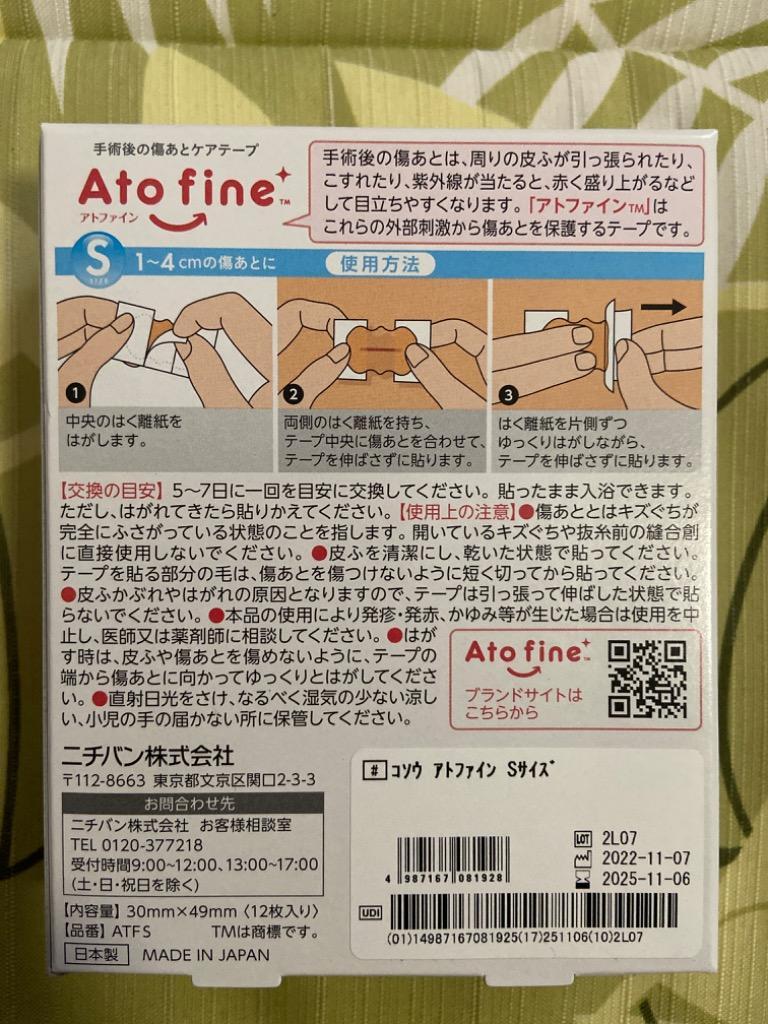 手術後の傷あとケアテープ
Ato fine™
アトファイン
手術後の傷あとは、周りの皮ふが引っ張られたり、
こすれたり、紫外線が当たると、赤く盛り上がるなど
して目立ちやすくなります。「アトファイン™」は
これらの外部刺激から傷あとを保護するテープです。
S
SIZE
1〜4cmの傷あとに
使用方法
1
中央のはく離紙を
はがします。
2
両側のはく離紙を持ち、
テープ中央に傷あとを合わせて、
テープを伸ばさずに貼ります。
3
はく離紙を片側ずつ
ゆっくりはがしながら、
テープを伸ばさずに貼ります。
【交換の目安】5〜7日に一回を目安に交換してください。貼ったまま入浴できます。
ただし、はがれてきたら貼りかえてください。【使用上の注意】●傷あととはキズぐちが
完全にふさがっている状態のことを指します。開いているキズぐちや抜糸前の縫合創
に直接使用しないでください。●皮ふを清潔にし、乾いた状態で貼ってください。
テープを貼る部分の毛は、傷あとを傷つけないように短く切ってから貼ってください。
●皮ふかぶれやはがれの原因となりますので、テープは引っ張って伸ばした状態で貼
らないでください。●本品の使用により発疹・発赤、かゆみ等が生じた場合は使用を中
止し、医師又は薬剤師に相談してください。●はが
す時は、皮ふや傷あとを傷めないように、テープの
端から傷あとに向かってゆっくりとはがしてくださ
い。●直射日光をさけ、なるべく湿気の少ない涼し
い、小児の手の届かない所に保管してください。
Ato fine™
ブランドサイトは
こちらから
ニチバン株式会社
〒112-8663 東京都文京区関口2-3-3
お問合わせ先
ニチバン株式会社 お客様相談室
TEL 0120-377218
受付時間9:00~12:00、13:00~17:00
(土・日・祝日を除く)
【内容量】30mm×49mm〈12枚入り〉
【品番】ATFS TMは商標です。
日本製 MADE IN JAPAN
# コソウ アトファイン Sサイズ
4 987167 081928
LOT 2L07
2022-11-07
2025-11-06
UDI
(01)14987167081925(17)251106(10)2L07